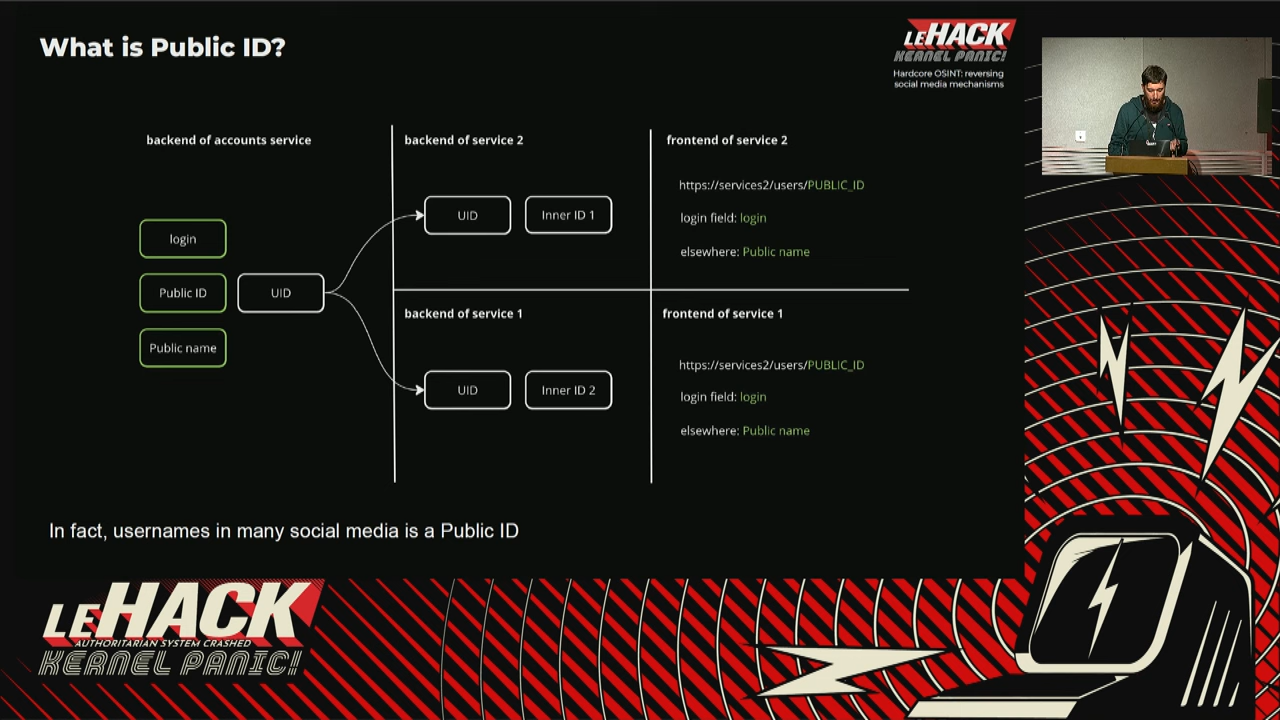 What is Public ID?
LEHACK
KERNEL PANIC!
Hardcore OSINT: reversing
social media mechanisms
backend of accounts service
backend of service 2
frontend of service 2
login
Public ID
UID
Public name
UID
Inner ID 1
https://services2/users/PUBLIC_ID
login field: login
elsewhere: Public name
backend of service 1
frontend of service 1
UID
Inner ID 2
https://services2/users/PUBLIC_ID
login field: login
elsewhere: Public name
In fact, usernames in many social media is a Public ID
LEHACK
AUTHORITARIAN SYSTEM CRASHED
KERNEL PANIC!